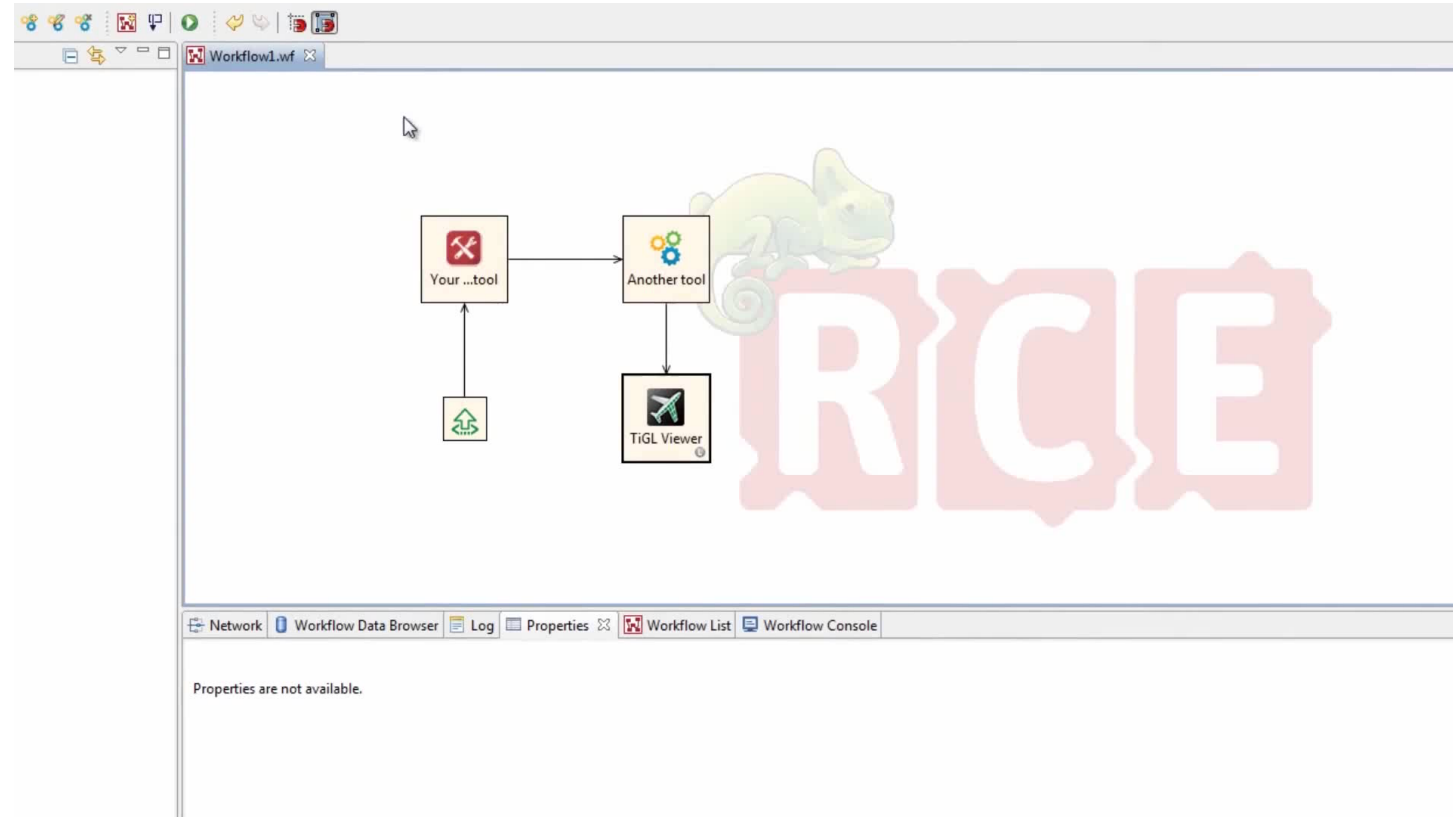 Workflow1.wf
Your ...tool
Another tool
TiGL Viewer
RCE
Network Workflow Data Browser Log Properties Workflow List Workflow Console
Properties are not available.